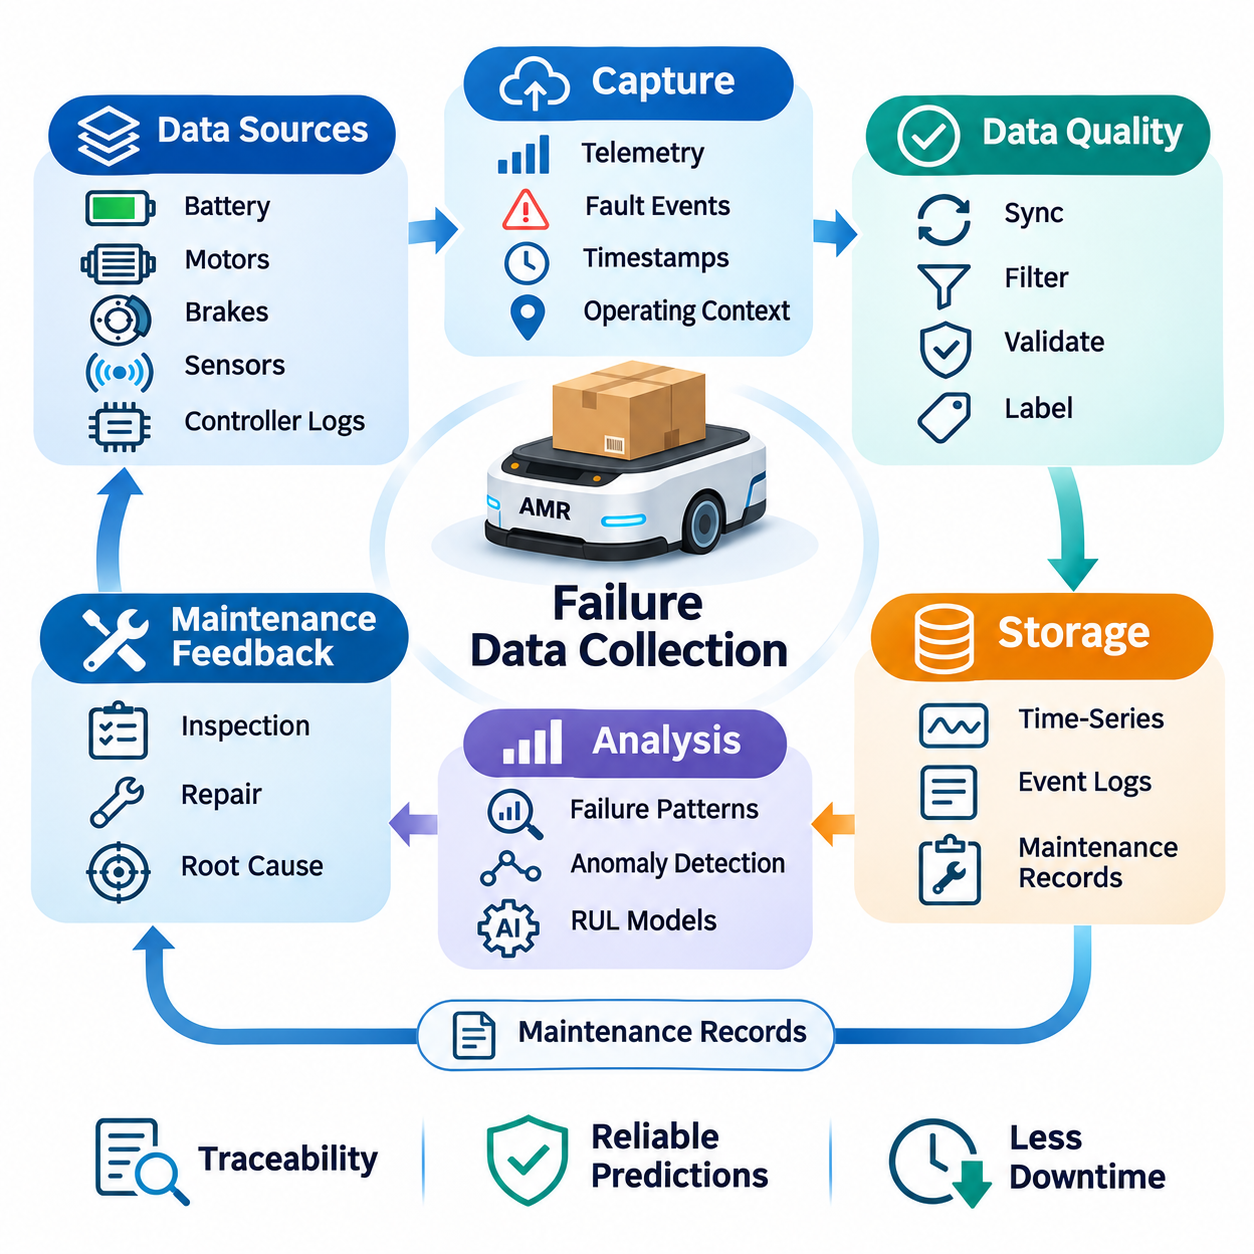 Data Sources
Battery
Motors
Brakes
Sensors
Controller Logs
Capture
Telemetry
Fault Events
Timestamps
Operating Context
Data Quality
Sync
Filter
Validate
Label
AMR
Failure
Data Collection
Maintenance
Feedback
Inspection
Repair
Root Cause
Analysis
Failure Patterns
Anomaly Detection
AI
RUL Models
Storage
Time-Series
Event Logs
Maintenance
Records
Maintenance Records
Traceability
Reliable
Predictions
Less
Downtime